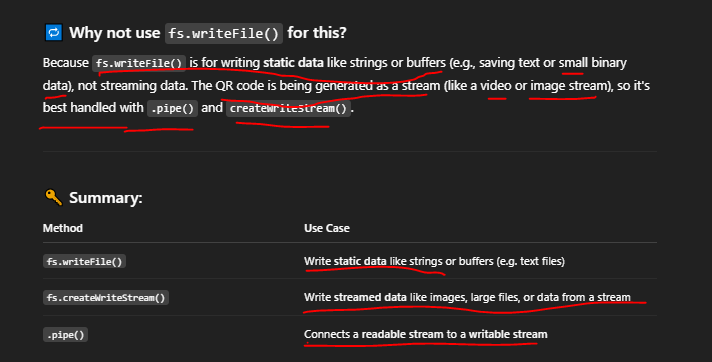 🔁 Why not use fs.writeFile() for this?
Because fs.writeFile() is for writing static data like strings or buffers (e.g., saving text or small binary
data), not streaming data. The QR code is being generated as a stream (like a video or image stream), so it's
best handled with .pipe() and createWriteStream().
🔑 Summary:
Method Use Case
fs.writeFile() Write static data like strings or buffers (e.g. text files)
fs.createWriteStream() Write streamed data like images, large files, or data from a stream
.pipe() Connects a readable stream to a writable stream